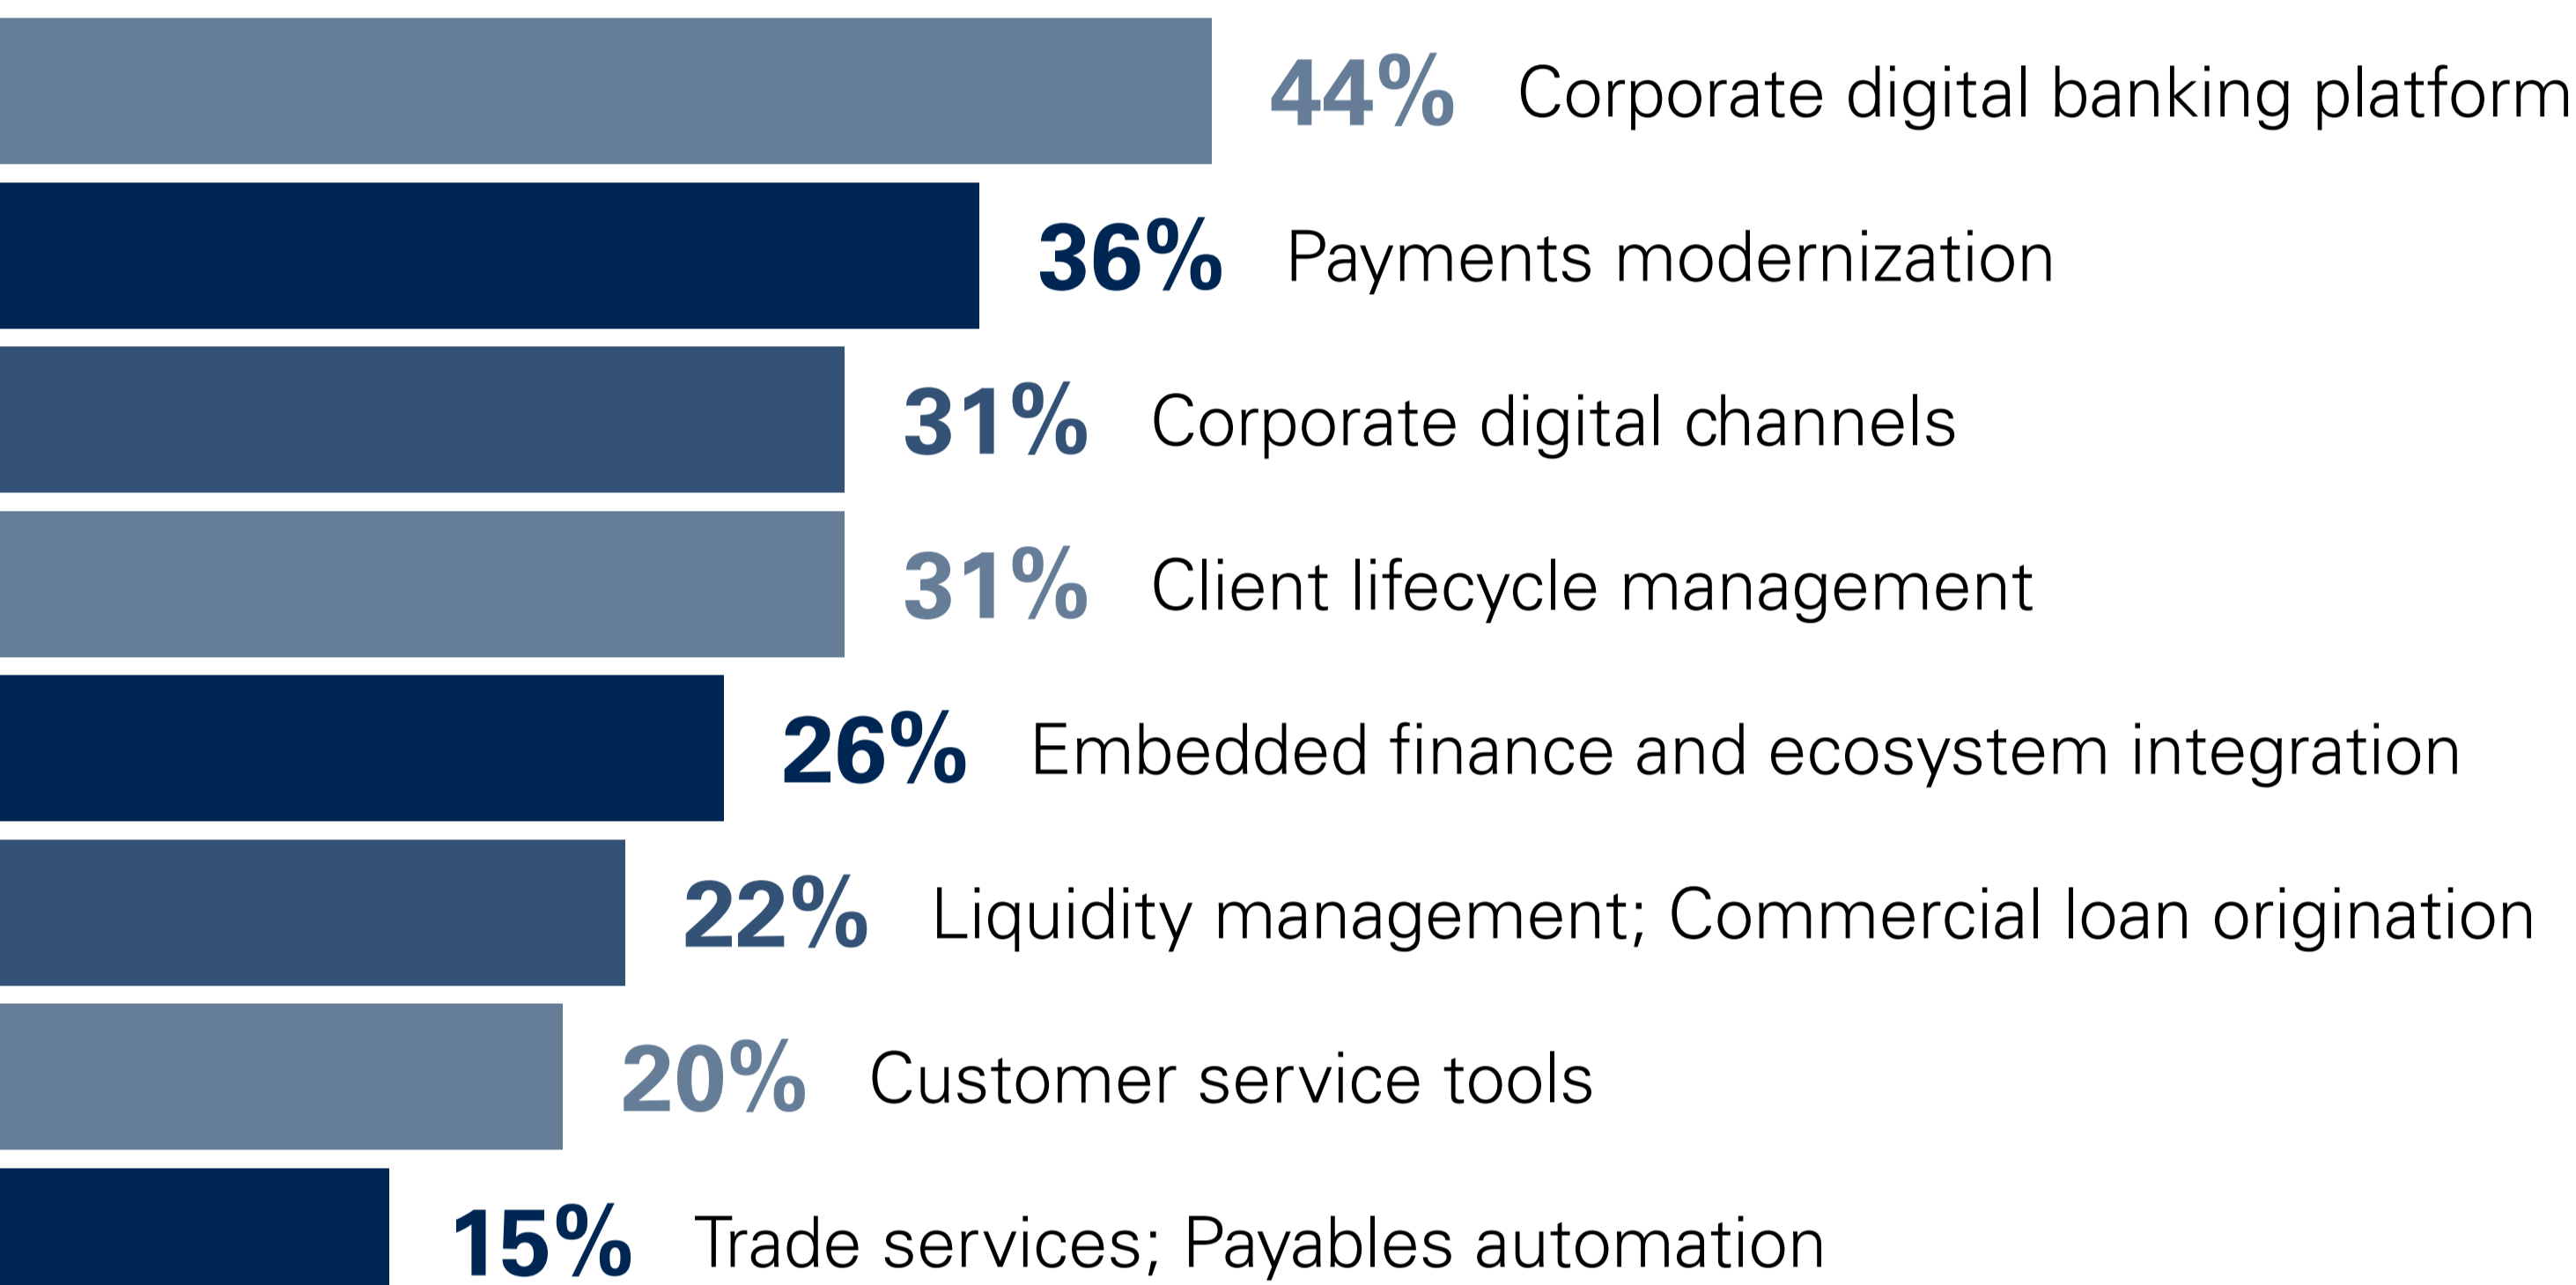 44% Corporate digital banking platform
36% Payments modernization
31% Corporate digital channels
31% Client lifecycle management
26% Embedded finance and ecosystem integration
22% Liquidity management; Commercial loan origination
20% Customer service tools
15% Trade services; Payables automation